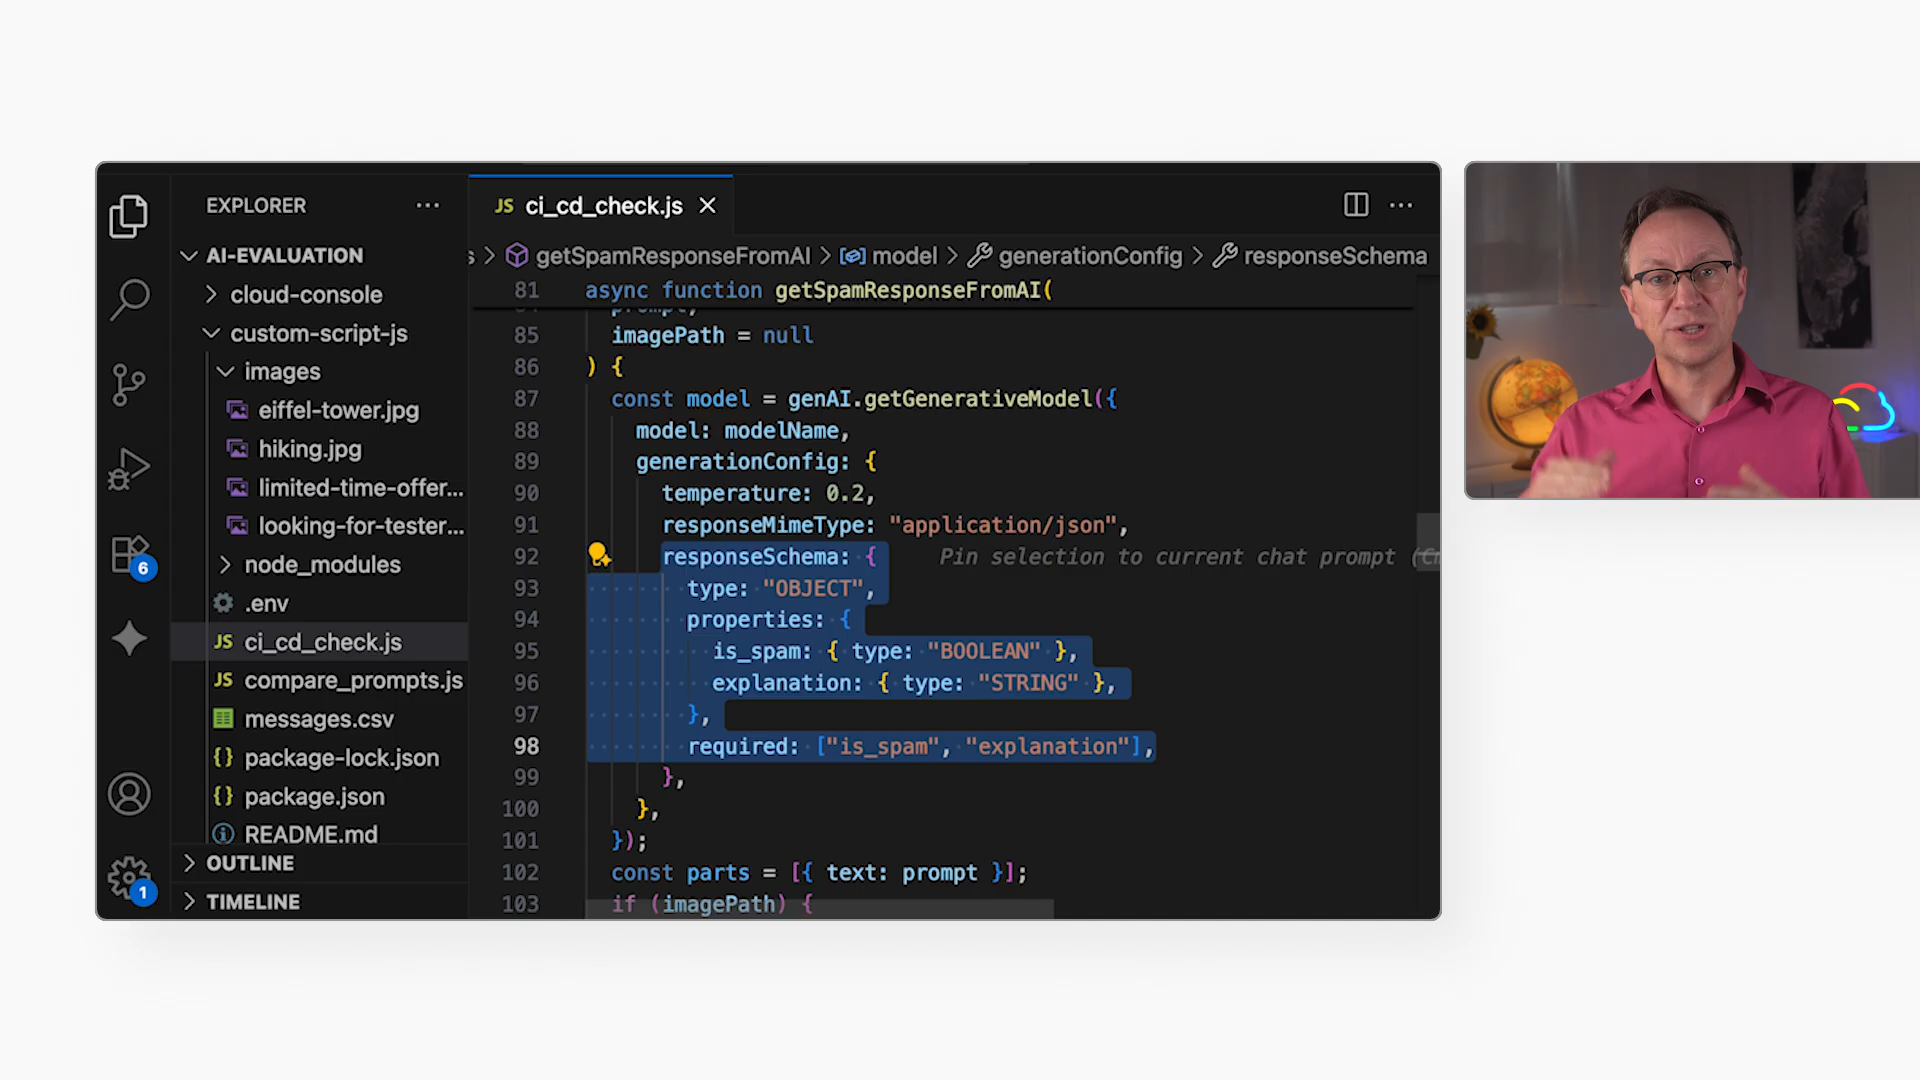 EXPLORER
AI-EVALUATION
cloud-console
custom-script-js
images
eiffel-tower.jpg
hiking.jpg
limited-time-offer...
looking-for-tester...
node_modules
.env
JS ci_cd_check.js
JS compare_prompts.js
messages.csv
{} package-lock.json
{} package.json
README.md
OUTLINE
TIMELINE
6
1
JS ci_cd_check.js
s > getSpamResponseFromAI > model > generationConfig > responseSchema
81 async function getSpamResponseFromAI(
prompt,
85 imagePath = null
86 ) {
87 const model = genAI.getGenerativeModel({
88 model: modelName,
89 generationConfig: {
90 temperature: 0.2,
91 responseMimeType: "application/json",
92 responseSchema: { Pin selection to current chat prompt
93 type: "OBJECT",
94 properties: {
95 is_spam: { type: "BOOLEAN" },
96 explanation: { type: "STRING" },
97 },
98 required: ["is_spam", "explanation"],
99 },
100 },
101 });
102 const parts = [{ text: prompt }];
103 if (imagePath) {